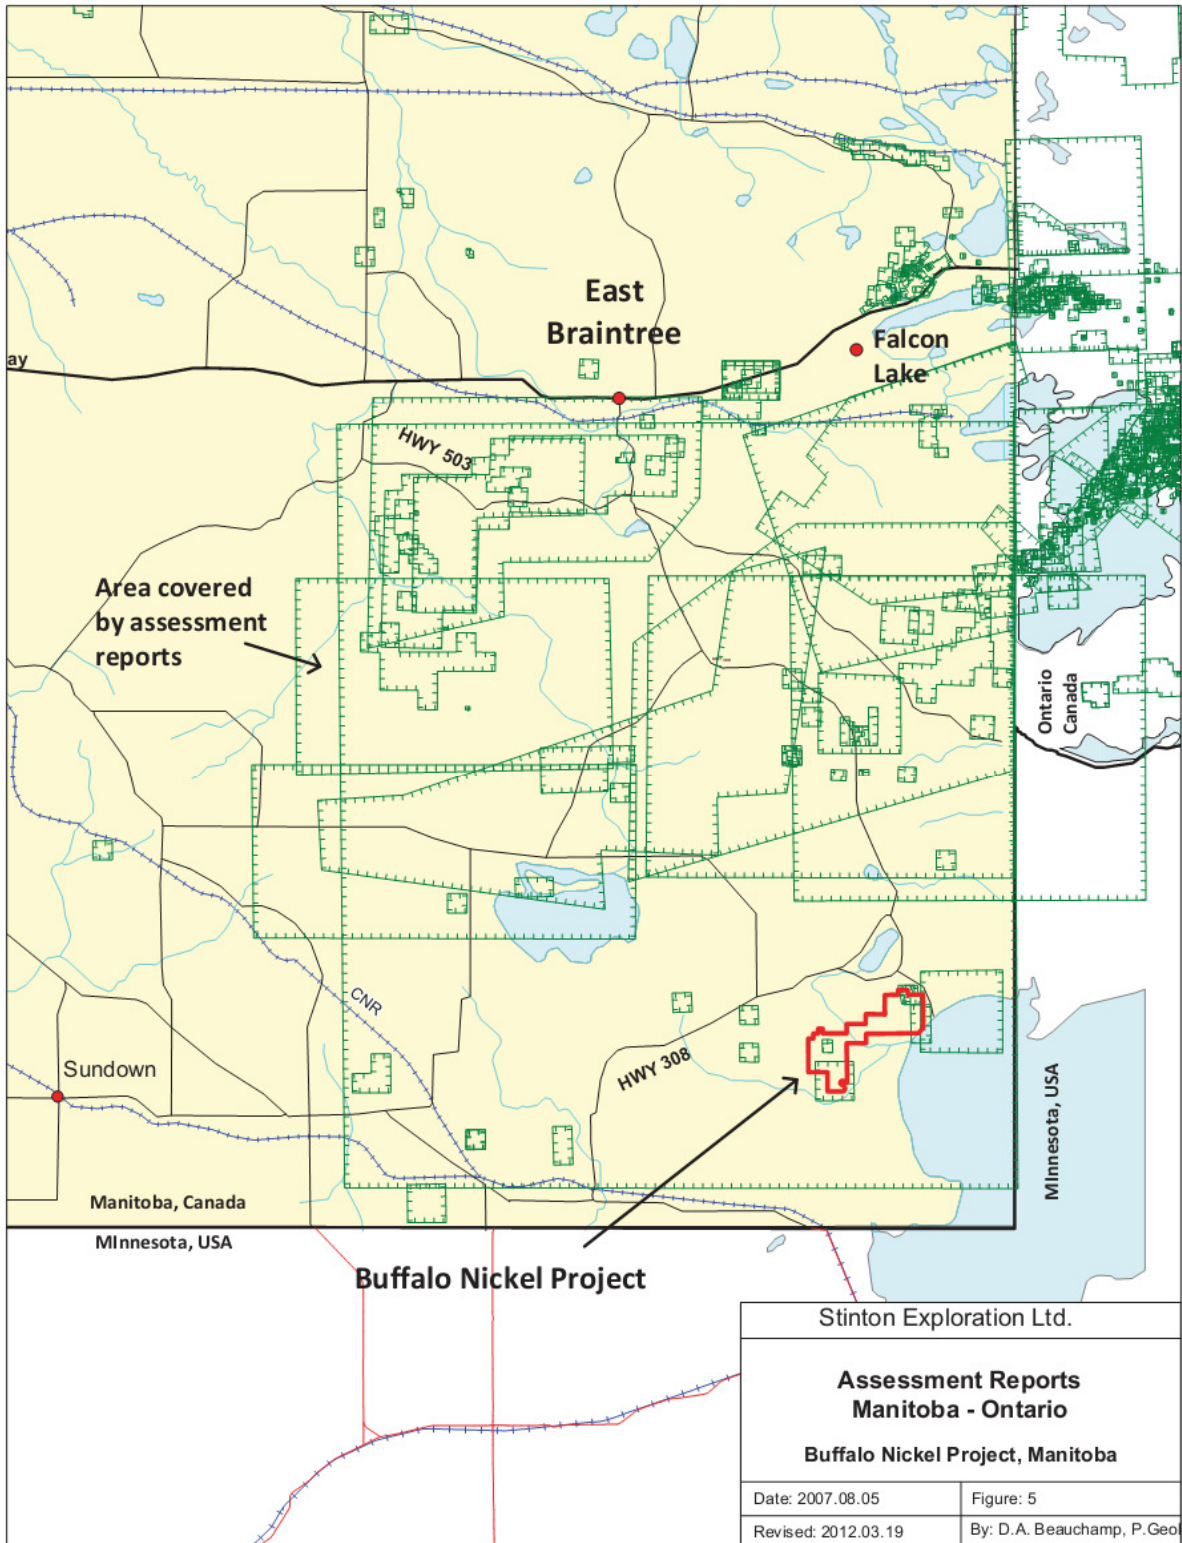 East
Braintree
Falcon
Lake
ay
HWY 503
Area covered
by assessment
reports
Ontario
Canada
CNR
HWY 308
Sundown
MInnesota, USA
Manitoba, Canada
MInnesota, USA
Buffalo Nickel Project
Stinton Exploration Ltd.
Assessment Reports
Manitoba - Ontario
Buffalo Nickel Project, Manitoba
Date: 2007.08.05
Figure: 5
Revised: 2012.03.19
By: D.A. Beauchamp, P.Geol